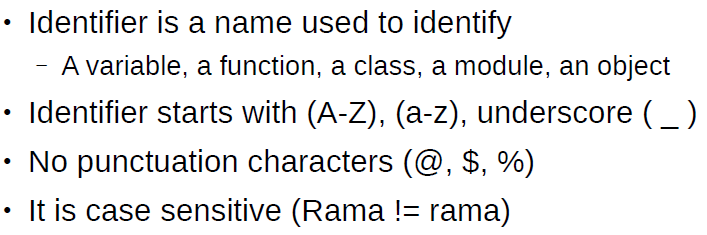 • Identifier is a name used to identify
– A variable, a function, a class, a module, an object
• Identifier starts with (A-Z), (a-z), underscore ( _ )
• No punctuation characters (@, $, %)
• It is case sensitive (Rama != rama)